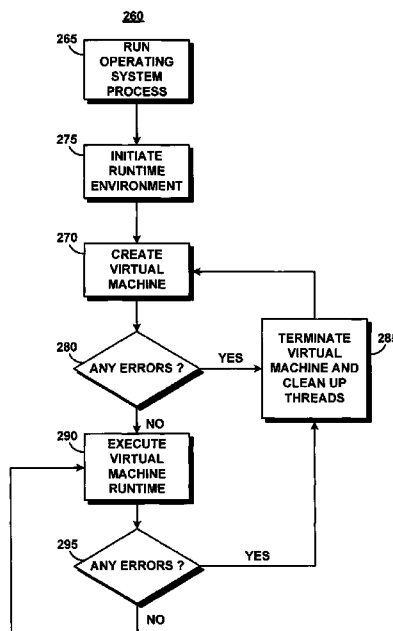 260
265
RUN
OPERATING
SYSTEM
PROCESS
275
INITIATE
RUNTIME
ENVIRONMENT
270
CREATE
VIRTUAL
MACHINE
280
ANY ERRORS ?
YES
TERMINATE
VIRTUAL
MACHINE AND
CLEAN UP
THREADS
285
NO
290
EXECUTE
VIRTUAL
MACHINE
RUNTIME
295
ANY ERRORS ?
YES
NO